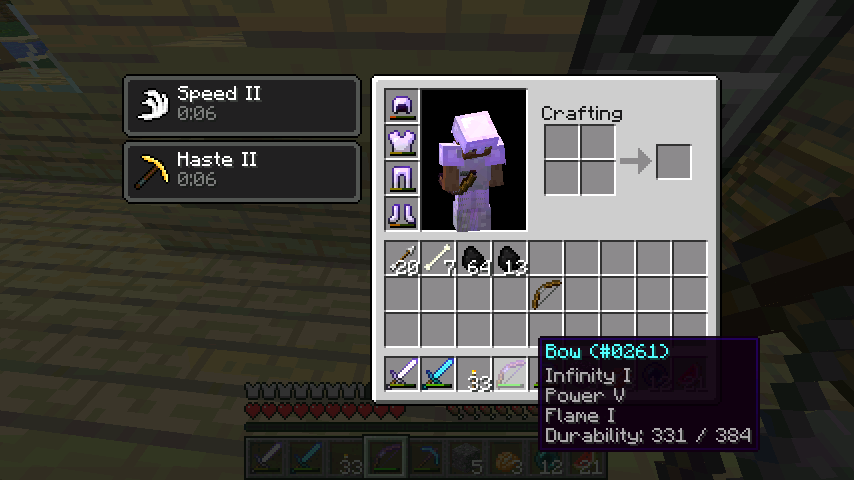 Speed II
0:06
Haste II
0:06
Crafting
20
7
64
13
33
Bow (#0261)
Infinity I
Power V
Flame I
Durability: 331 / 384
33
5
3
12
21